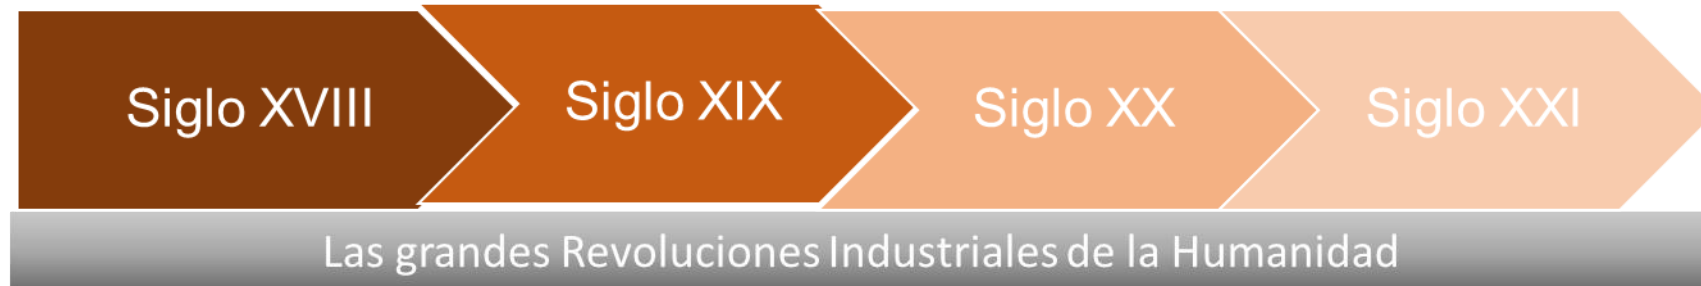 Siglo XVIII
Siglo XIX
Siglo XX
Siglo XXI
Las grandes Revoluciones Industriales de la Humanidad